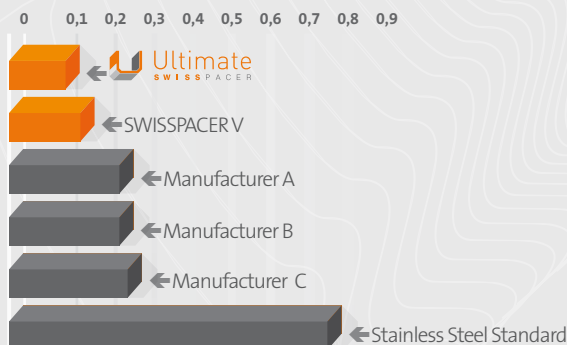 0 0,1 0,2 0,3 0,4 0,5 0,6 0,7 0,8 0,9
Ultimate
SWISSPACER
SWISSPACER V
Manufacturer A
Manufacturer B
Manufacturer C
Stainless Steel Standard